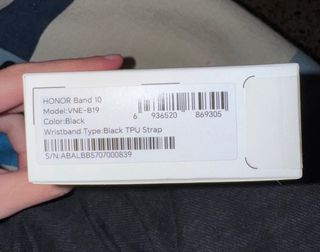 HONOR Band 10
Model:VNE-B19
Color:Black
6 936520 869305
Wristband Type:Black TPU Strap
S/N:ABALBB5707000839